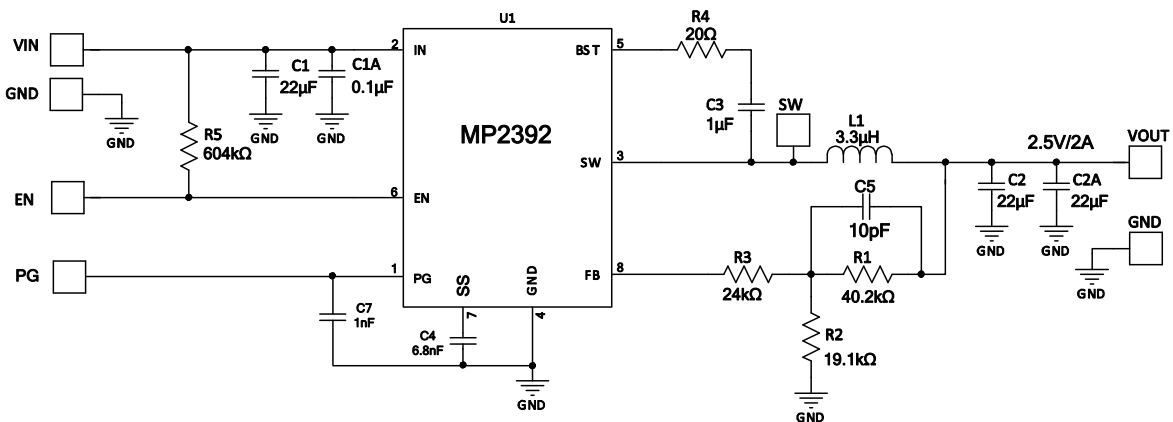 U1
VIN
GND
GND
2
IN
C1
22µF
GND
C1A
0.1µF
GND
R5
604kΩ
EN
6
EN
PG
1
PG
C7
1nF
C4
6.8nF
SS
7
GND
4
GND
MP2392
BST
5
R4
20Ω
C3
1µF
SW
SW
3
L1
3.3µH
2.5V/2A
VOUT
C2
22µF
GND
C2A
22µF
GND
GND
GND
C5
10pF
FB
8
R3
24kΩ
R1
40.2kΩ
R2
19.1kΩ
GND